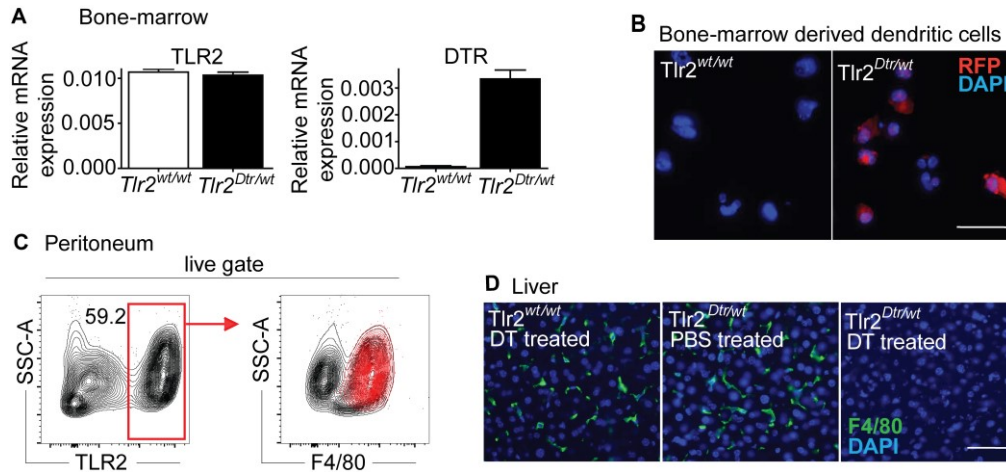 A Bone-marrow
TLR2
Relative mRNA
expression
0.010
0.005
0.000
Tlr2wt/wt
Tlr2Dtr/wt
DTR
Relative mRNA
expression
0.003
0.002
0.001
0.000
Tlr2wt/wt
Tlr2Dtr/wt
B Bone-marrow derived dendritic cells
Tlr2wt/wt
Tlr2Dtr/wt
RFP
DAPI
C Peritoneum
live gate
59.2
SSC-A
TLR2
SSC-A
F4/80
D Liver
Tlr2wt/wt
DT treated
Tlr2Dtr/wt
PBS treated
Tlr2Dtr/wt
DT treated
F4/80
DAPI